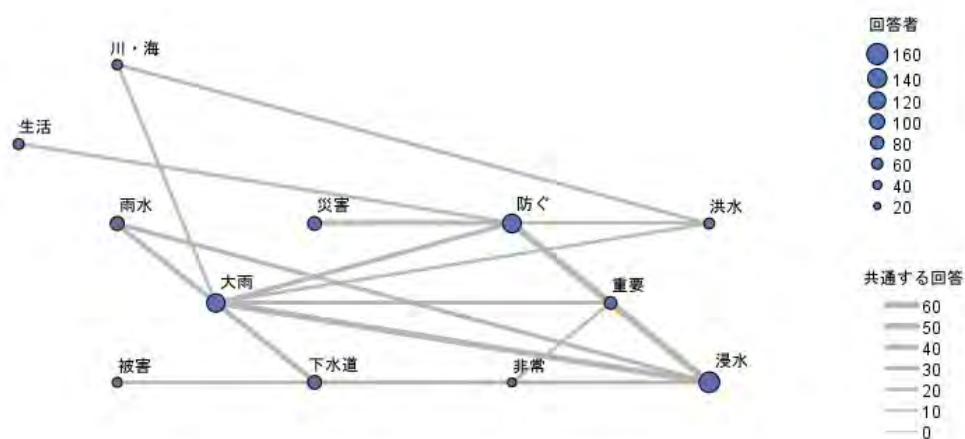 川・海
生活
雨水
災害
防ぐ
洪水
大雨
重要
被害
下水道
非常
浸水
回答者
160
140
120
100
80
60
40
20
共通する回答
60
50
40
30
20
10
0